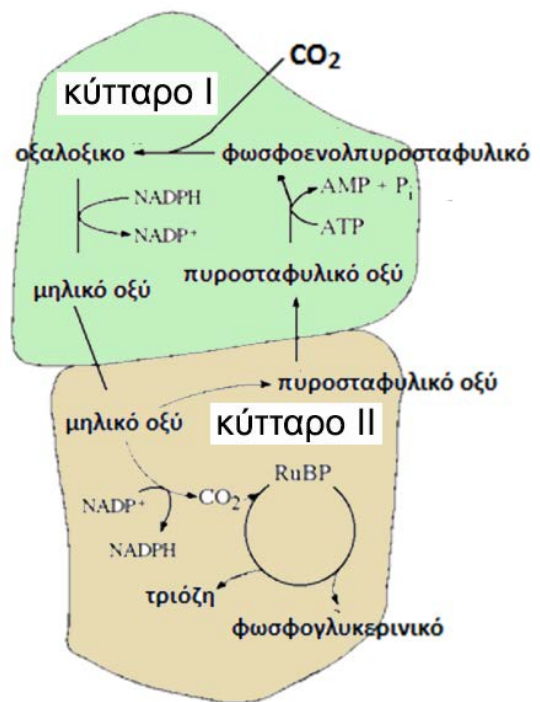 CO₂
κύτταρο Ι
οξαλοξικο
φωσφοενολπυροσταφυλικό
NADPH
NADP⁺
AMP + Pᵢ
ATP
μηλικό οξύ
πυροσταφυλικό οξύ
πυροσταφυλικό οξύ
μηλικό οξύ
κύτταρο ΙΙ
RuBP
NADP⁺
CO₂
NADPH
τριόζη
φωσφογλυκερινικό